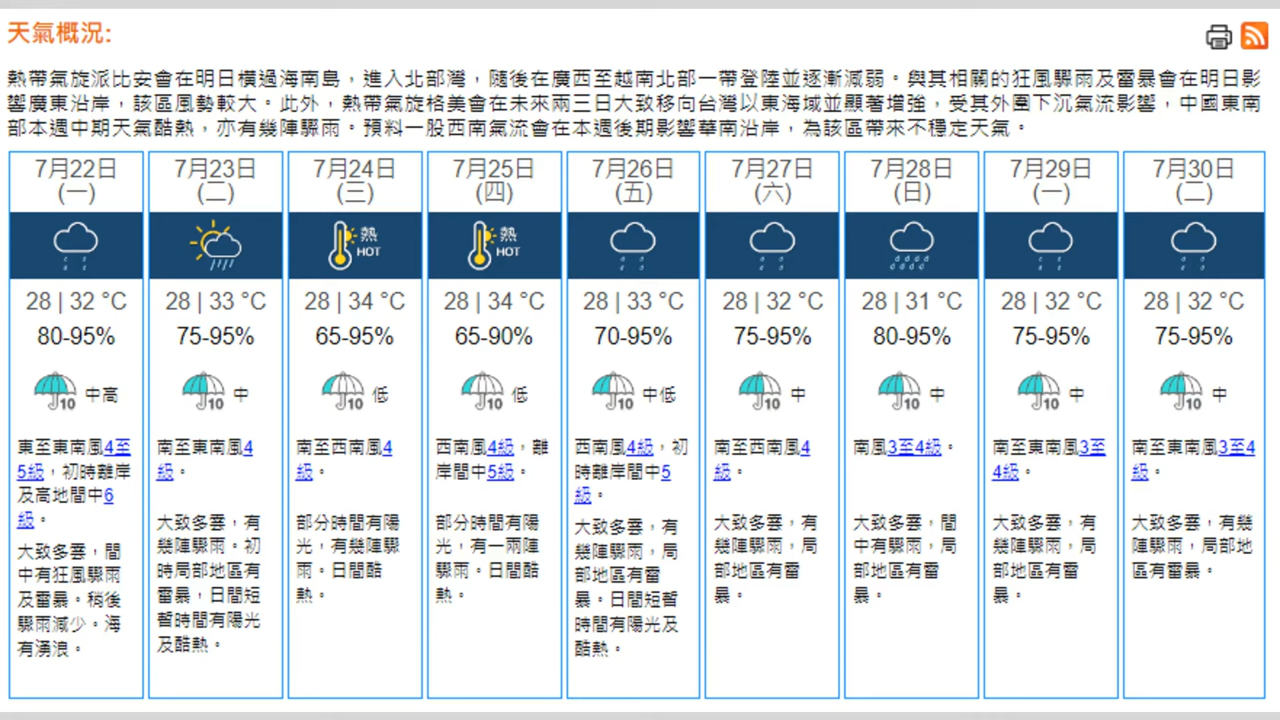 天氣概況:
熱帶氣旋派比安會在明日橫過海南島，進入北部灣，隨後在廣西至越南北部一帶登陸並逐漸減弱。與其相關的狂風驟雨及雷暴會在明日影
響廣東沿岸，該區風勢較大。此外，熱帶氣旋格美會在未來兩三日大致移向台灣以東海域並顯著增強，受其外圍下沉氣流影響，中國東南
部本週中期天氣酷熱，亦有幾陣驟雨。預料一股西南氣流會在本週後期影響華南沿岸，為該區帶來不穩定天氣。
7月22日
(一)
28 | 32 °C
80-95%
10 中高
東至東南風4至
5級，初時離岸
及高地間中6
級。
大致多雲，間
中有狂風驟雨
及雷暴。稍後
驟雨減少。海
有湧浪。
7月23日
(二)
28 | 33 °C
75-95%
10 中
南至東南風4
級。
大致多雲，有
幾陣驟雨。初
時局部地區有
雷暴，日間短
暫時間有陽光
及酷熱。
7月24日
(三)
熱
HOT
28 | 34 °C
65-95%
10 低
南至西南風4
級。
部分時間有陽
光，有幾陣驟
雨。日間酷
熱。
7月25日
(四)
熱
HOT
28 | 34 °C
65-90%
10 低
西南風4級，離
岸間中5級。
部分時間有陽
光，有一兩陣
驟雨。日間酷
熱。
7月26日
(五)
28 | 33 °C
70-95%
10 中低
西南風4級，初
時離岸間中5
級。
大致多雲，有
幾陣驟雨，局
部地區有雷
暴。日間短暫
時間有陽光及
酷熱。
7月27日
(六)
28 | 32 °C
75-95%
10 中
南至西南風4
級。
大致多雲，有
幾陣驟雨，局
部地區有雷
暴。
7月28日
(日)
28 | 31 °C
80-95%
10 中
南風3至4級。
大致多雲，間
中有驟雨，局
部地區有雷
暴。
7月29日
(一)
28 | 32 °C
75-95%
10 中
南至東南風3至
4級。
大致多雲，有
幾陣驟雨，局
部地區有雷
暴。
7月30日
(二)
28 | 32 °C
75-95%
10 中
南至東南風3至4
級。
大致多雲，有幾
陣驟雨，局部地
區有雷暴。